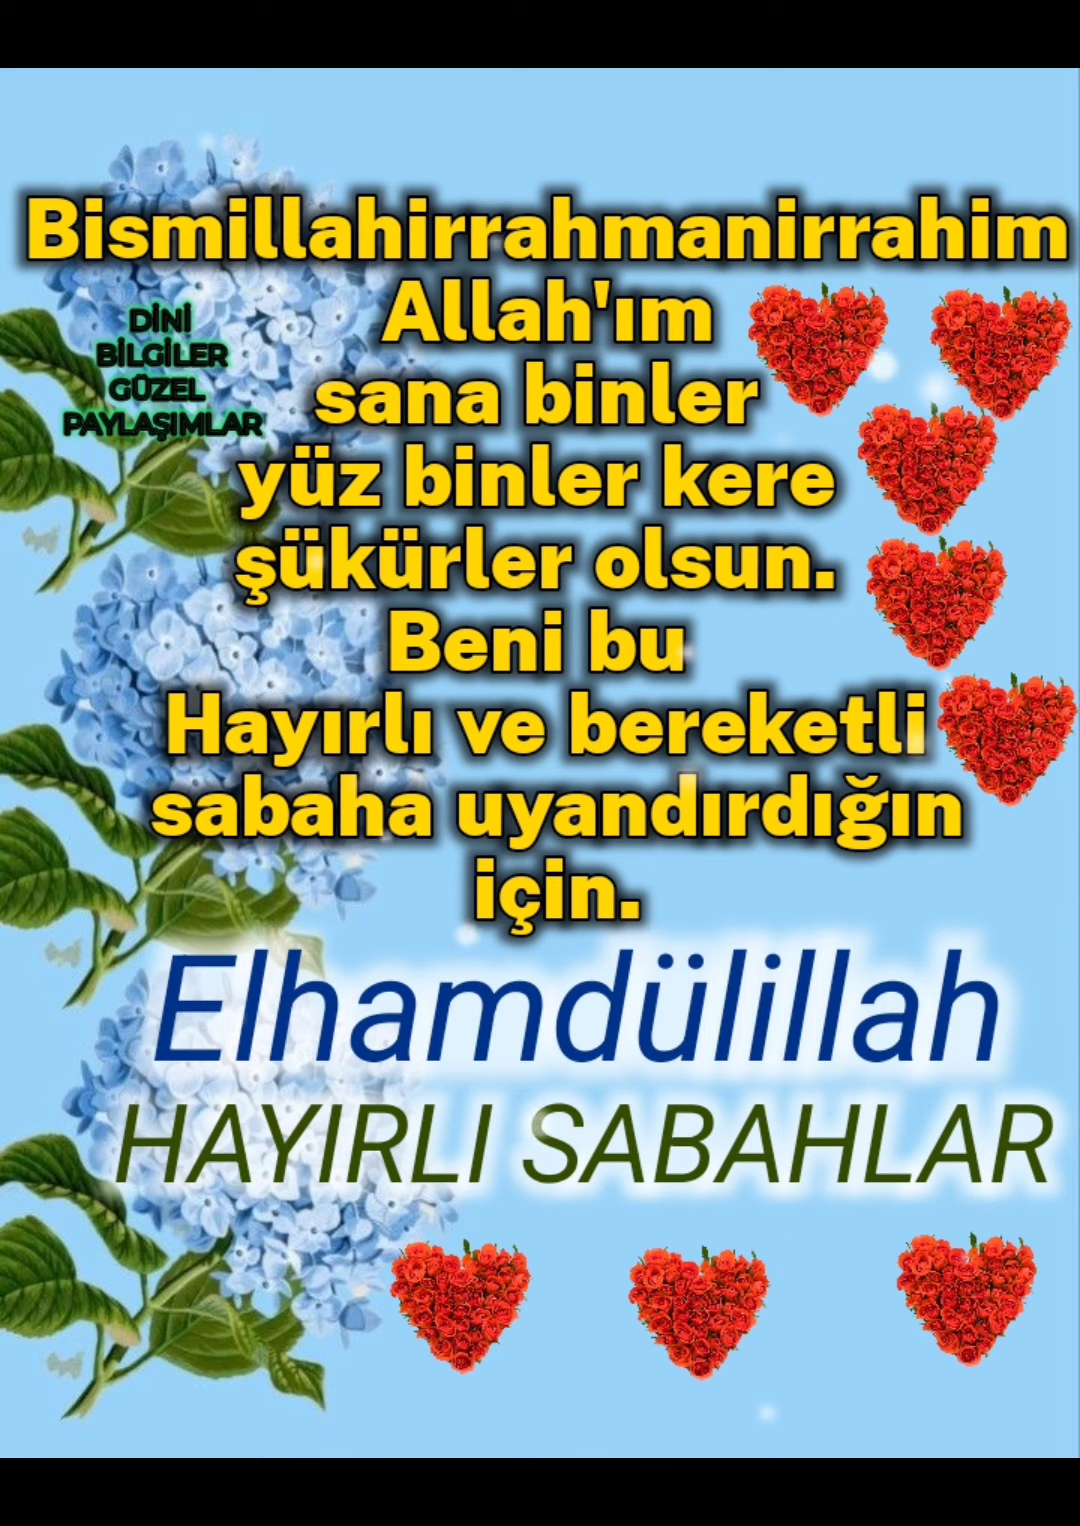 Bismillahirrahmanirrahim
Allah'ım
sana binler
yüz binler kere
şükürler olsun.
Beni bu
Hayırlı ve bereketli
sabaha uyandırdığın
için.
Elhamdülillah
HAYIRLI SABAHLAR
DİNİ
BİLGİLER
GÜZEL
PAYLAŞIMLAR